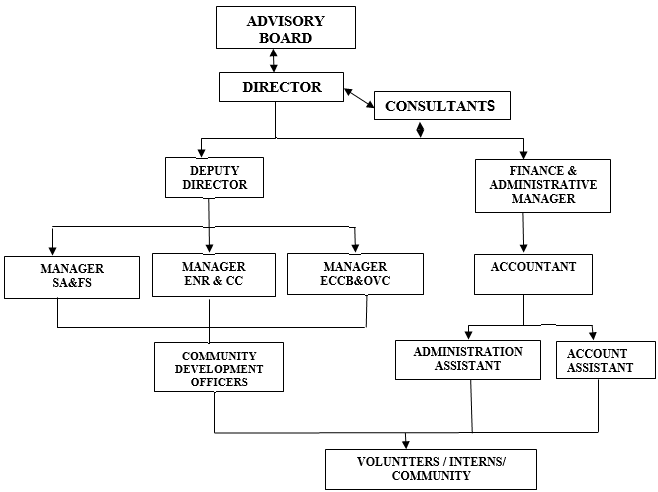 ADVISORY
BOARD
DIRECTOR
CONSULTANTS
DEPUTY
DIRECTOR
FINANCE &
ADMINISTRATIVE
MANAGER
MANAGER
SA&FS
MANAGER
ENR & CC
MANAGER
ECCB&OVC
ACCOUNTANT
COMMUNITY
DEVELOPMENT
OFFICERS
ADMINISTRATION
ASSISTANT
ACCOUNT
ASSISTANT
VOLUNTTERS / INTERNS/
COMMUNITY